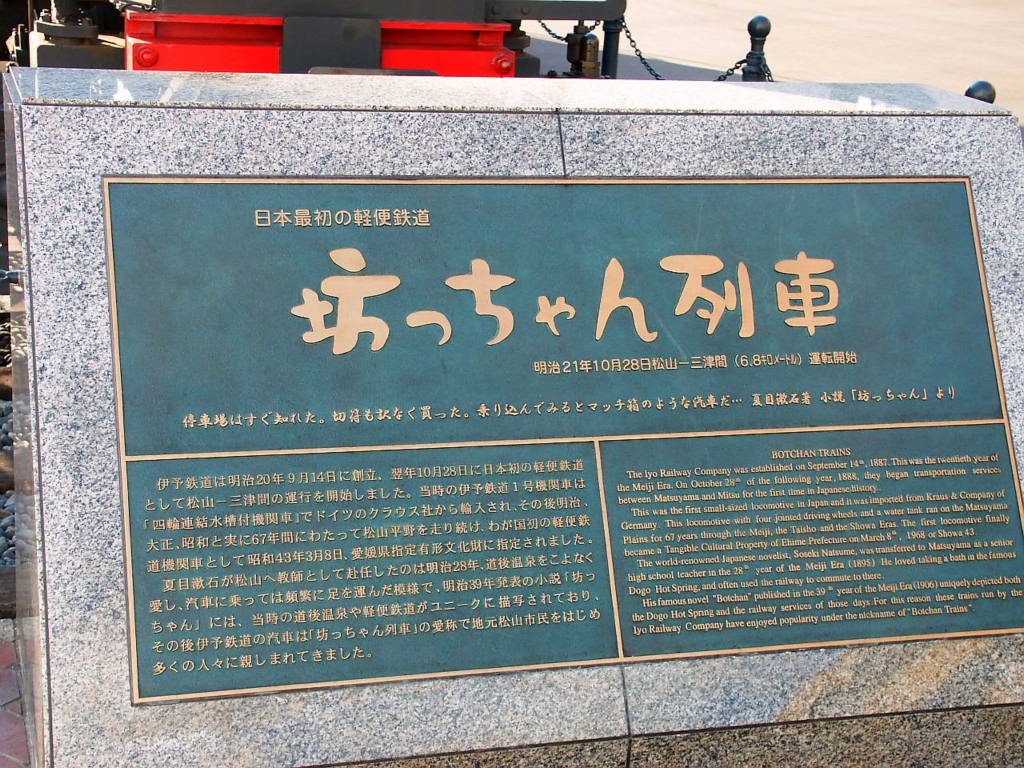 日本最初の軽便鉄道
坊っちゃん列車
明治21年10月28日松山－三津間（6.8キロメートル）運転開始
停車場はすぐ知れた。切符も訳なく買った。乗り込んでみるとマッチ箱のような汽車だ… 夏目漱石著 小説「坊っちゃん」より
伊予鉄道は明治20年9月14日に創立、翌年10月28日に日本初の軽便鉄道
として松山－三津間の運行を開始しました。当時の伊予鉄道1号機関車は
「四輪連結水槽付機関車」でドイツのクラウス社から輸入され、その後明治、
大正、昭和と実に67年間にわたって松山平野を走り続け、わが国初の軽便鉄
道機関車として昭和43年3月8日、愛媛県指定有形文化財に指定されました。
夏目漱石が松山へ教師として赴任したのは明治28年、道後温泉をこよなく
愛し、汽車に乗っては頻繁に足を運んだ模様で、明治39年発表の小説「坊っ
ちゃん」には、当時の道後温泉や軽便鉄道がユニークに描写されており、
その後伊予鉄道の汽車は「坊っちゃん列車」の愛称で地元松山市民をはじめ
多くの人々に親しまれてきました。
BOTCHAN TRAINS
The Iyo Railway Company was established on September 14th, 1887. This was the twentieth year of
the Meiji Era. On October 28th of the following year, 1888, they began transportation services
between Matsuyama and Mitsu for the first time in Japanese history.
This was the first small-sized locomotive in Japan and it was imported from Kraus & Company of
Germany. This locomotive with four jointed driving wheels and a water tank ran on the Matsuyama
Plains for 67 years through the Meiji, the Taisho and the Showa Eras. The first locomotive finally
became a Tangible Cultural Property of Ehime Prefecture on March 8th, 1968 or Showa 43.
The world-renowned Japanese novelist, Soseki Natsume, was transferred to Matsuyama as a senior
high school teacher in the 28th year of the Meiji Era (1895). He loved taking a bath in the famous
Dogo Hot Spring, and often used the railway to commute to there.
His famous novel "Botchan" published in the 39th year of the Meiji Era (1906) uniquely depicted both
the Dogo Hot Spring and the railway services of those days. For this reason these trains run by the
Iyo Railway Company have enjoyed popularity under the nickname of "Botchan Trains".